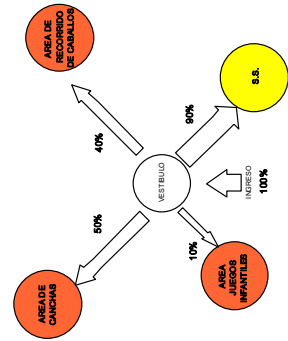 AREA DE
RECORRIDO
DE CABALLOS
40%
S.S.
90%
VESTIBULO
INGRESO
100%
50%
AREA DE
CANCHAS
10%
AREA
JUEGOS
INFANTILES